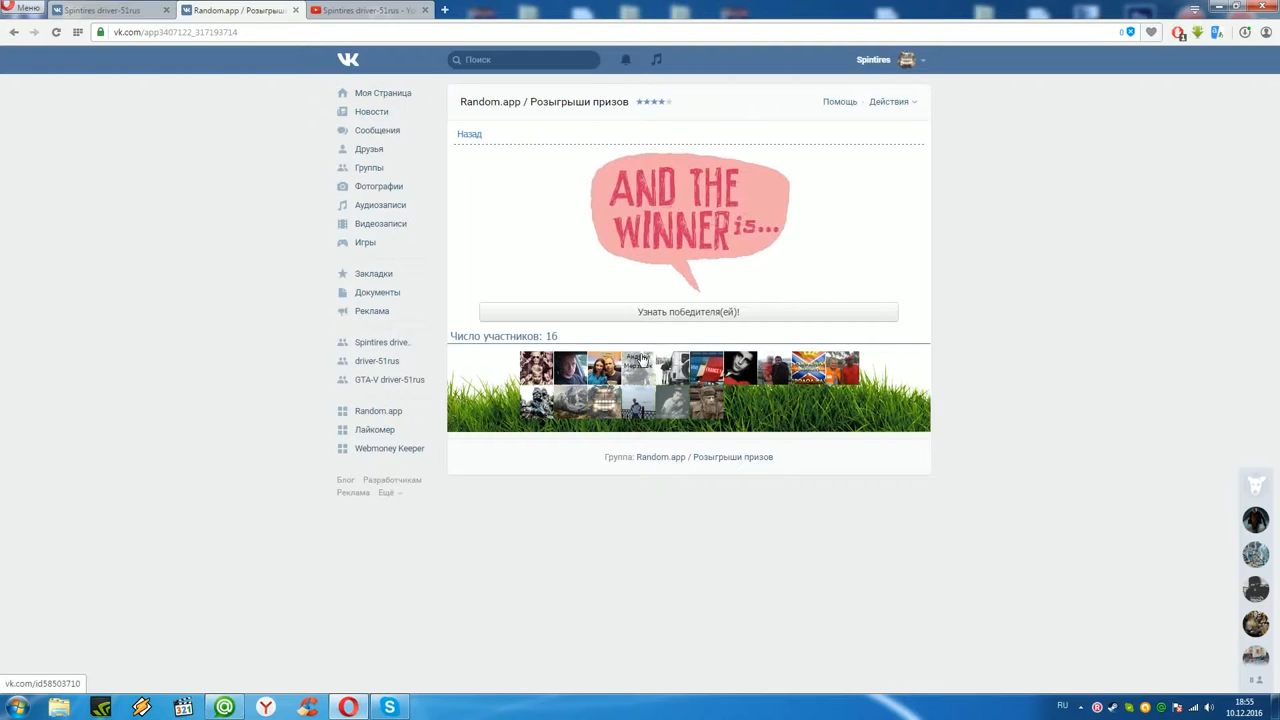 Меню
Spintires driver-51rus
Random.app / Розыгрыши
Spintires driver-51rus - Yo
vk.com/app3407122_317193714
0
Поиск
Spintires
Моя Страница
Новости
Сообщения
Друзья
Группы
Фотографии
Аудиозаписи
Видеозаписи
Игры
Закладки
Документы
Реклама
Spintires drive..
driver-51rus
GTA-V driver-51rus
Random.app
Лайкомер
Webmoney Keeper
Блог Разработчикам
Реклама Ещё
Random.app / Розыгрыши призов
Помощь · Действия
Назад
AND THE
WINNER is...
Узнать победителя(ей)!
Число участников: 16
Группа: Random.app / Розыгрыши призов
vk.com/id58503710
321
RU
18:55
10.12.2016